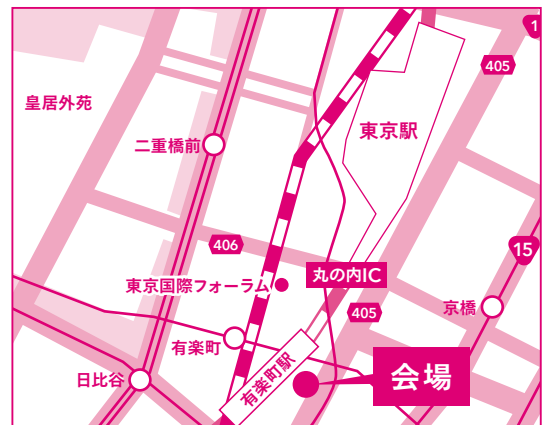 1
405
皇居外苑
東京駅
二重橋前
406
15
丸の内IC
東京国際フォーラム
405
京橋
有楽町
有楽町駅
日比谷
会場